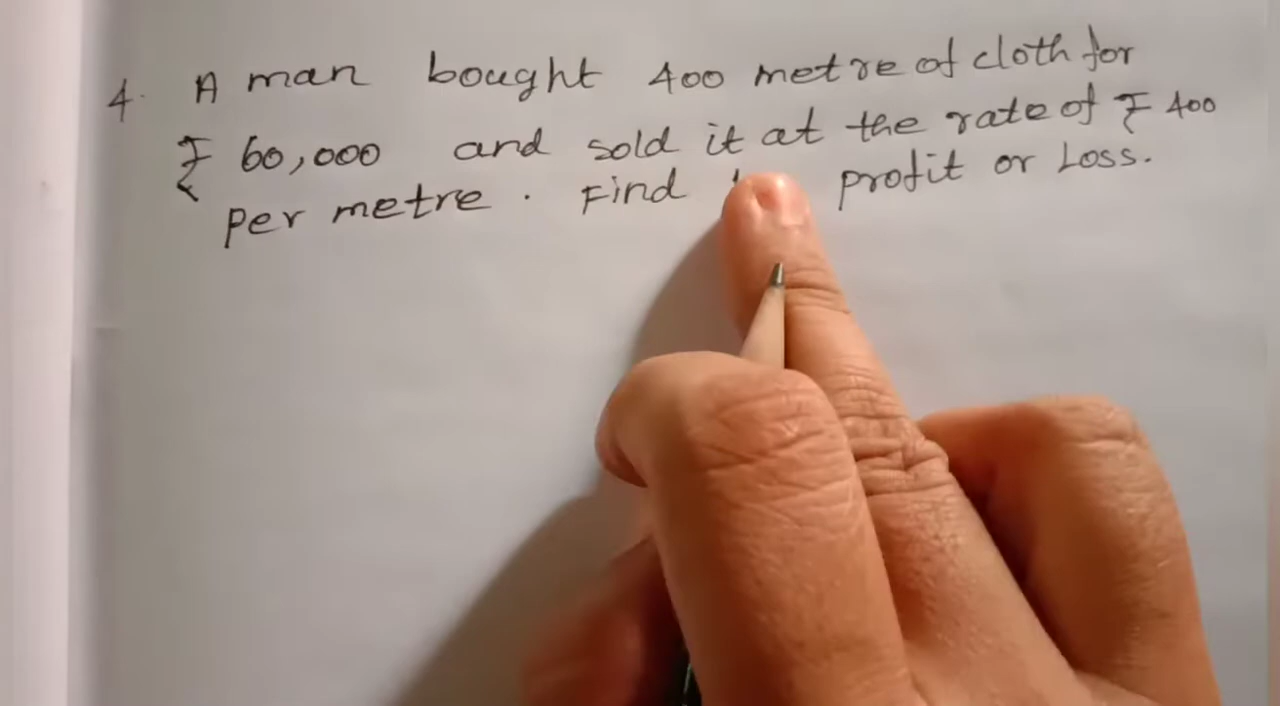 4. A man bought 400 metre of cloth for
₹ 60,000 and sold it at the rate of ₹ 400
per metre. Find profit or Loss.